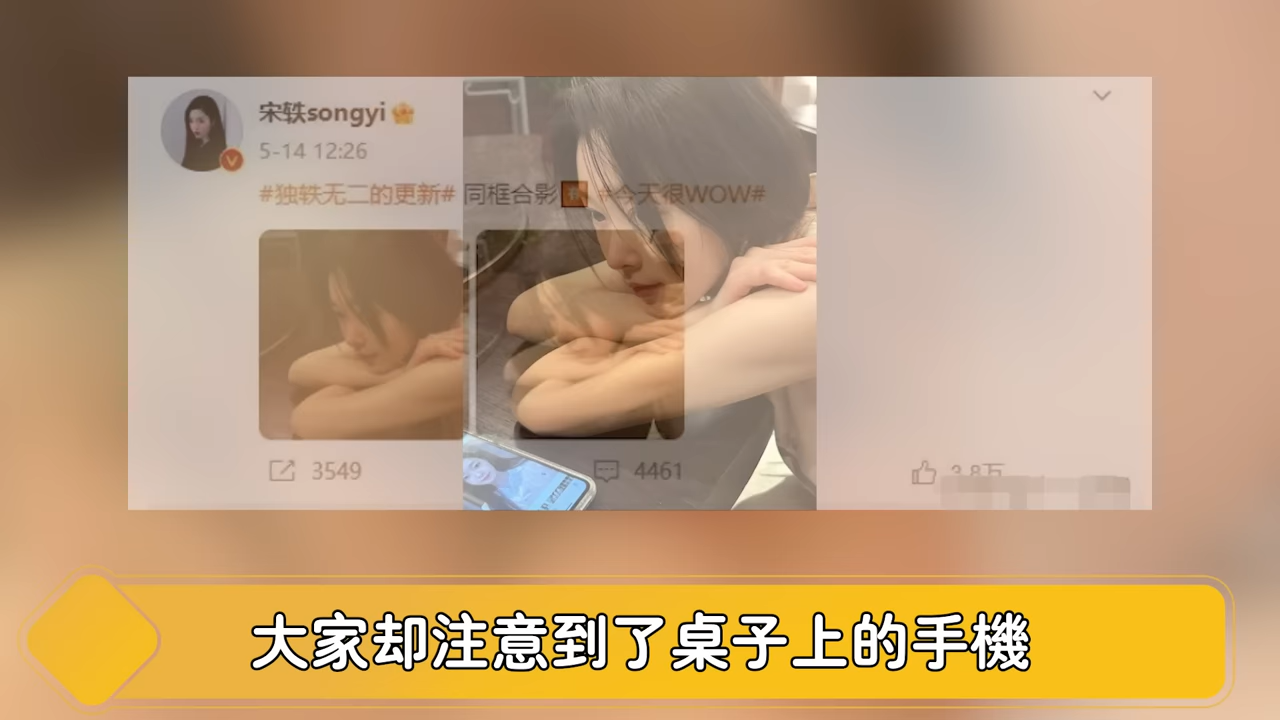 宋轶songyi
5-14 12:26
#独轶无二的更新# 同框合影 #今天很WOW#
3549
4461
3.8万
大家却注意到了桌子上的手機